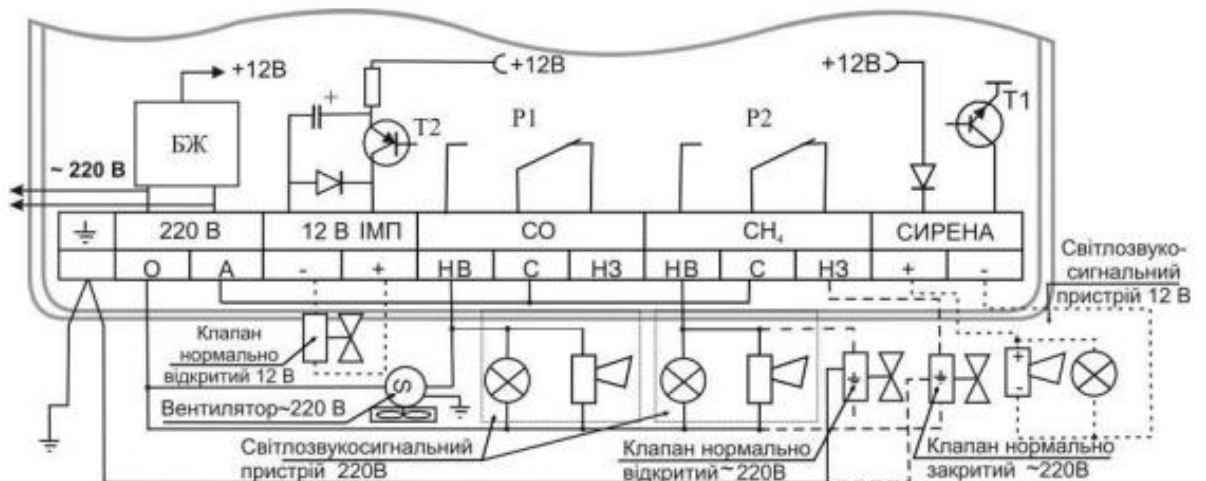 +12В
+
+12В
+12В
БЖ
Т2
P1
P2
Т1
~ 220 В
220 В
12 В ІМП
СО
CH₄
СИРЕНА
О
А
-
+
НВ
С
НЗ
НВ
С
НЗ
+
-
Світлозвуко-
сигнальний
пристрій 12 В
Клапан
нормально
відкритий 12 В
S
+
-
Вентилятор~220 В
Світлозвукосигнальний
пристрій 220В
Клапан нормально
відкритий ~220В
Клапан нормально
закритий ~220В